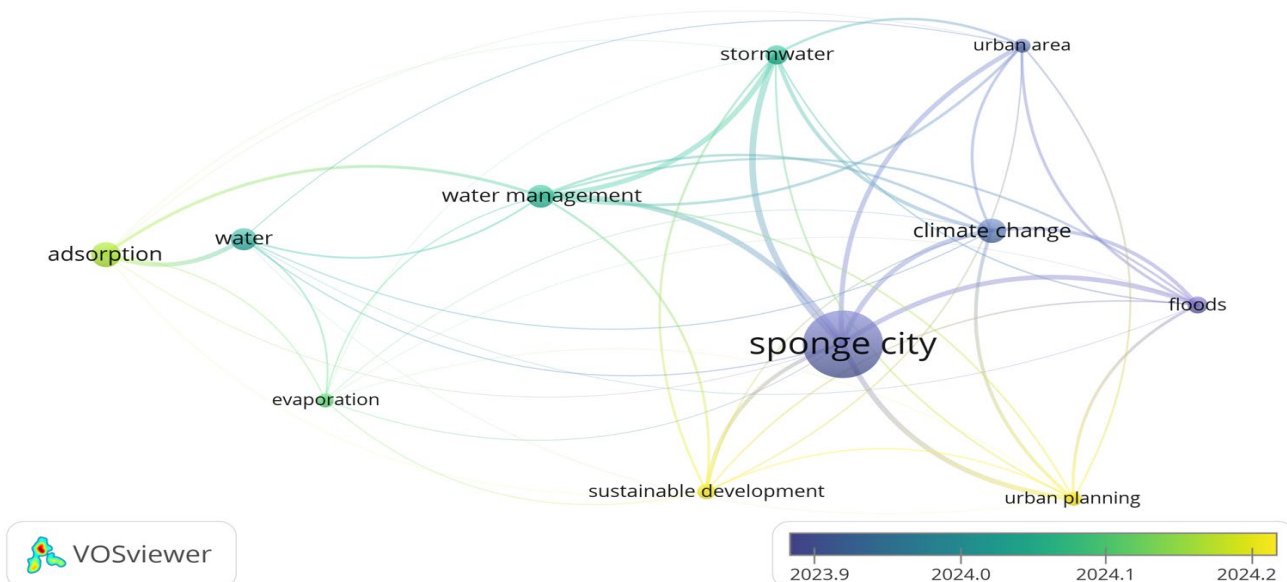 stormwater
urban area
water management
climate change
water
adsorption
floods
sponge city
evaporation
sustainable development
urban planning
VOSviewer
2023.9 2024.0 2024.1 2024.2